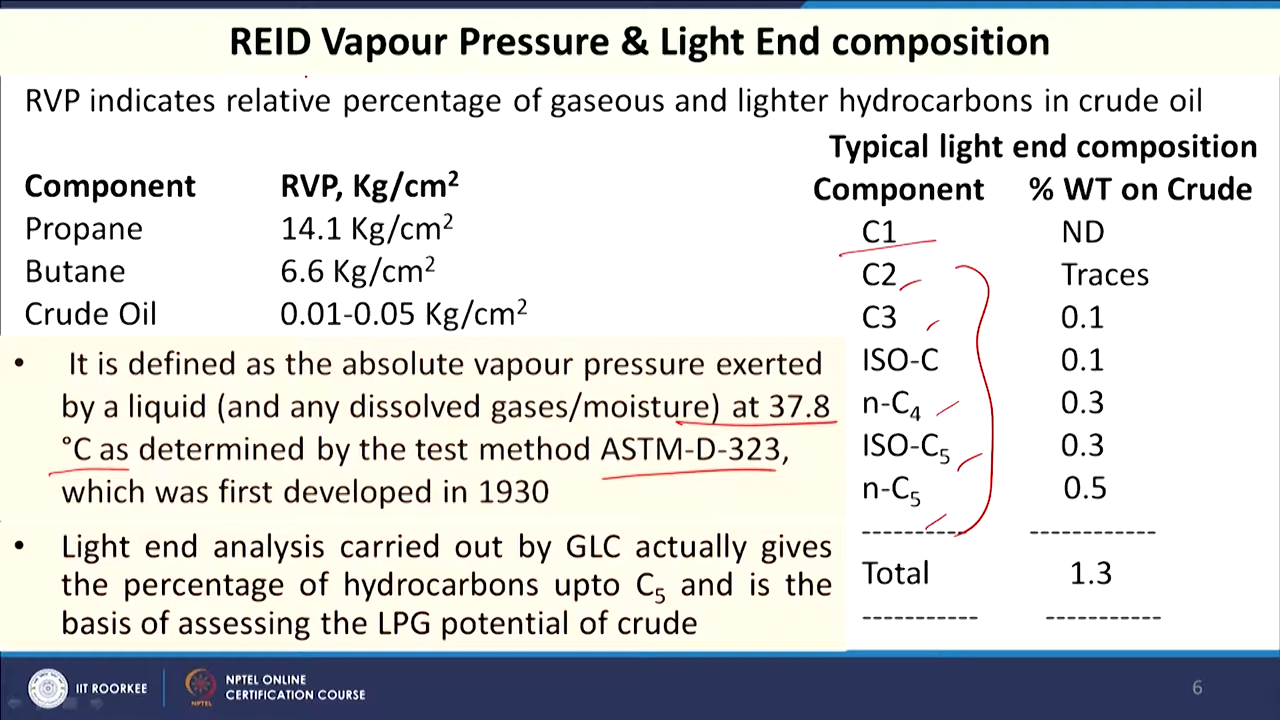 REID Vapour Pressure & Light End composition
RVP indicates relative percentage of gaseous and lighter hydrocarbons in crude oil
Component RVP, Kg/cm²
Propane 14.1 Kg/cm²
Butane 6.6 Kg/cm²
Crude Oil 0.01-0.05 Kg/cm²
• It is defined as the absolute vapour pressure exerted
by a liquid (and any dissolved gases/moisture) at 37.8
°C as determined by the test method ASTM-D-323,
which was first developed in 1930
• Light end analysis carried out by GLC actually gives
the percentage of hydrocarbons upto C₅ and is the
basis of assessing the LPG potential of crude
Typical light end composition
Component % WT on Crude
C1 ND
C2 Traces
C3 0.1
ISO-C 0.1
n-C₄ 0.3
ISO-C₅ 0.3
n-C₅ 0.5
----------- ------------
Total 1.3
----------- -----------
IIT ROORKEE
NPTEL
NPTEL ONLINE
CERTIFICATION COURSE
6